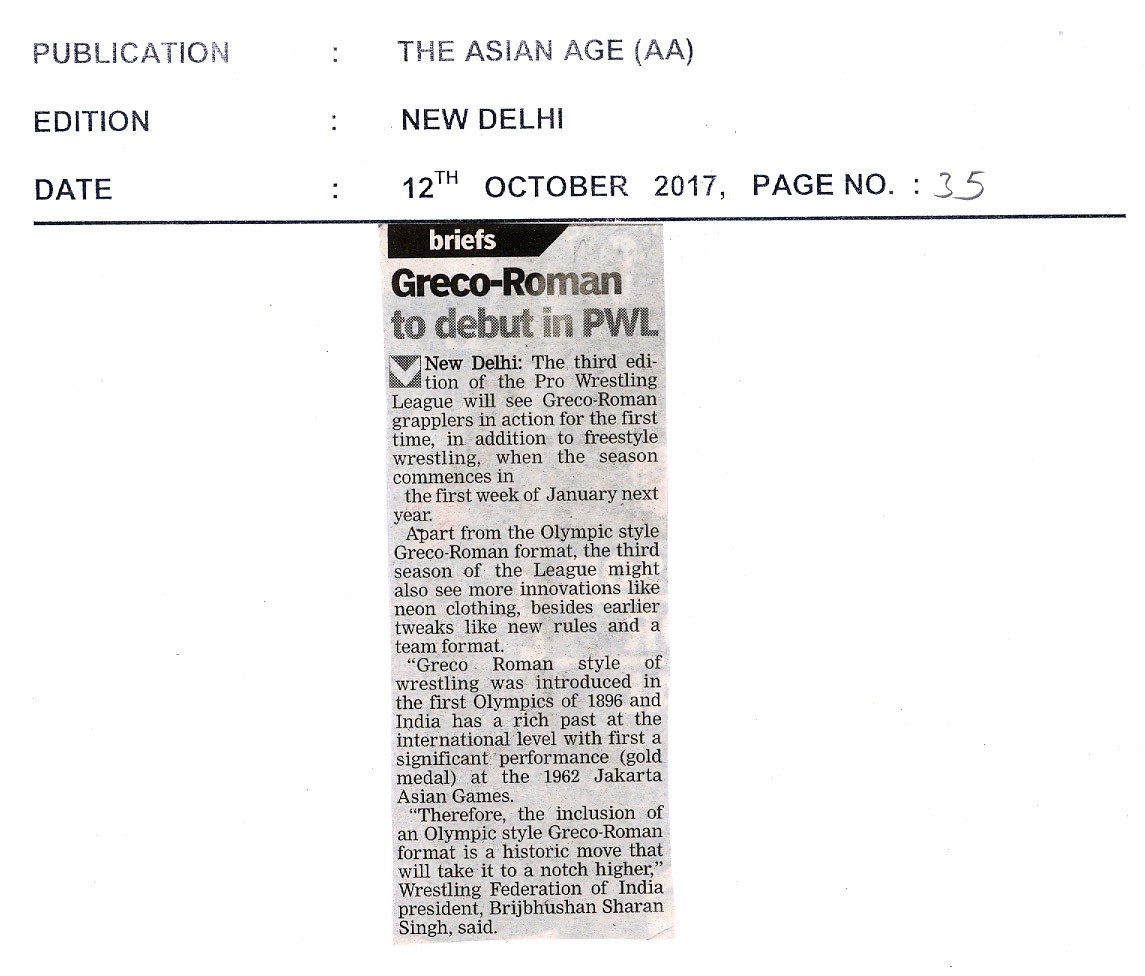 PUBLICATION : THE ASIAN AGE (AA)
EDITION : NEW DELHI
DATE : 12TH OCTOBER 2017, PAGE NO. : 35
briefs
Greco-Roman
to debut in PWL
New Delhi: The third edi-
tion of the Pro Wrestling
League will see Greco-Roman
grapplers in action for the first
time, in addition to freestyle
wrestling, when the season
commences in
the first week of January next
year.
Apart from the Olympic style
Greco-Roman format, the third
season of the League might
also see more innovations like
neon clothing, besides earlier
tweaks like new rules and a
team format.
“Greco Roman style of
wrestling was introduced in
the first Olympics of 1896 and
India has a rich past at the
international level with first a
significant performance (gold
medal) at the 1962 Jakarta
Asian Games.
“Therefore, the inclusion of
an Olympic style Greco-Roman
format is a historic move that
will take it to a notch higher,”
Wrestling Federation of India
president, Brijbhushan Sharan
Singh, said.